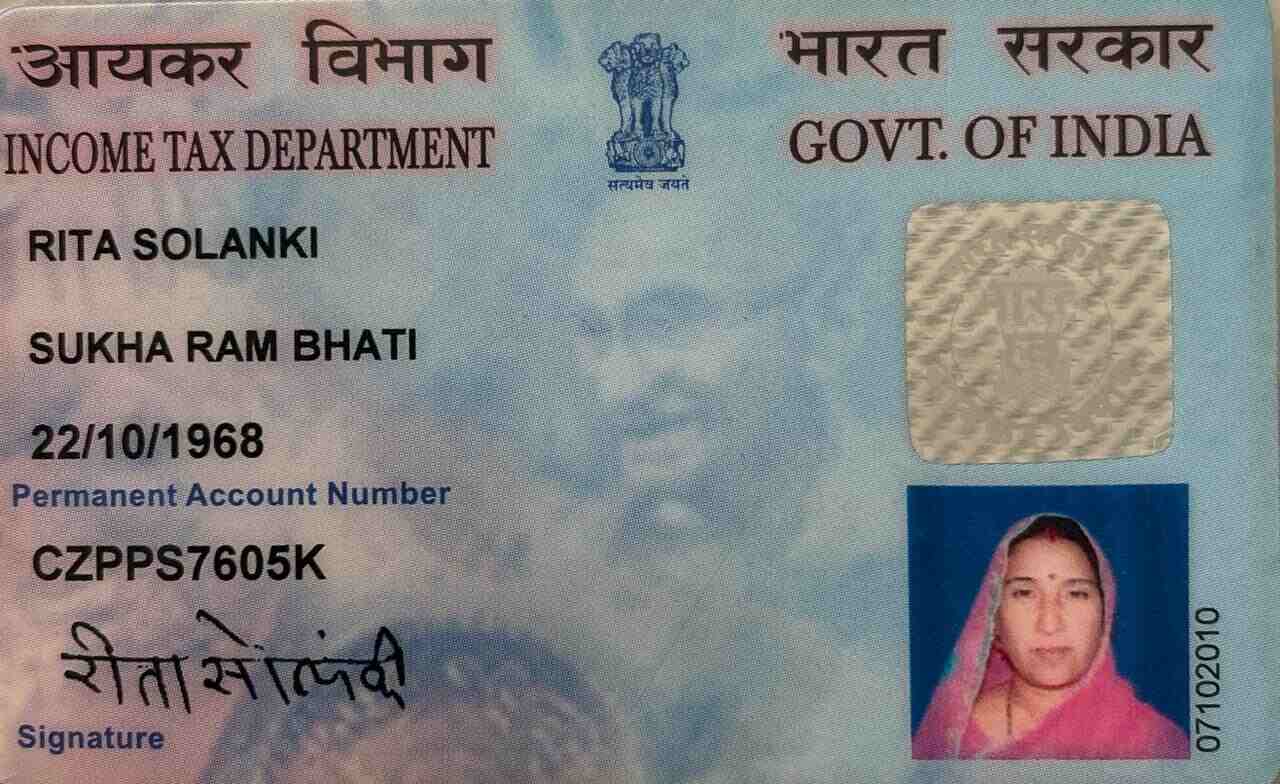 आयकर विभाग
भारत सरकार
INCOME TAX DEPARTMENT
GOVT. OF INDIA
सत्यमेव जयते
RITA SOLANKI
SUKHA RAM BHATI
22/10/1968
Permanent Account Number
CZPPS7605K
रीता सोलंकी
Signature
07102010